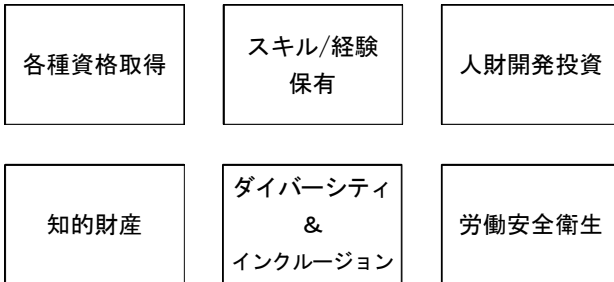 各種資格取得
スキル/経験
保有
人財開発投資
知的財産
ダイバーシティ
&
インクルージョン
労働安全衛生